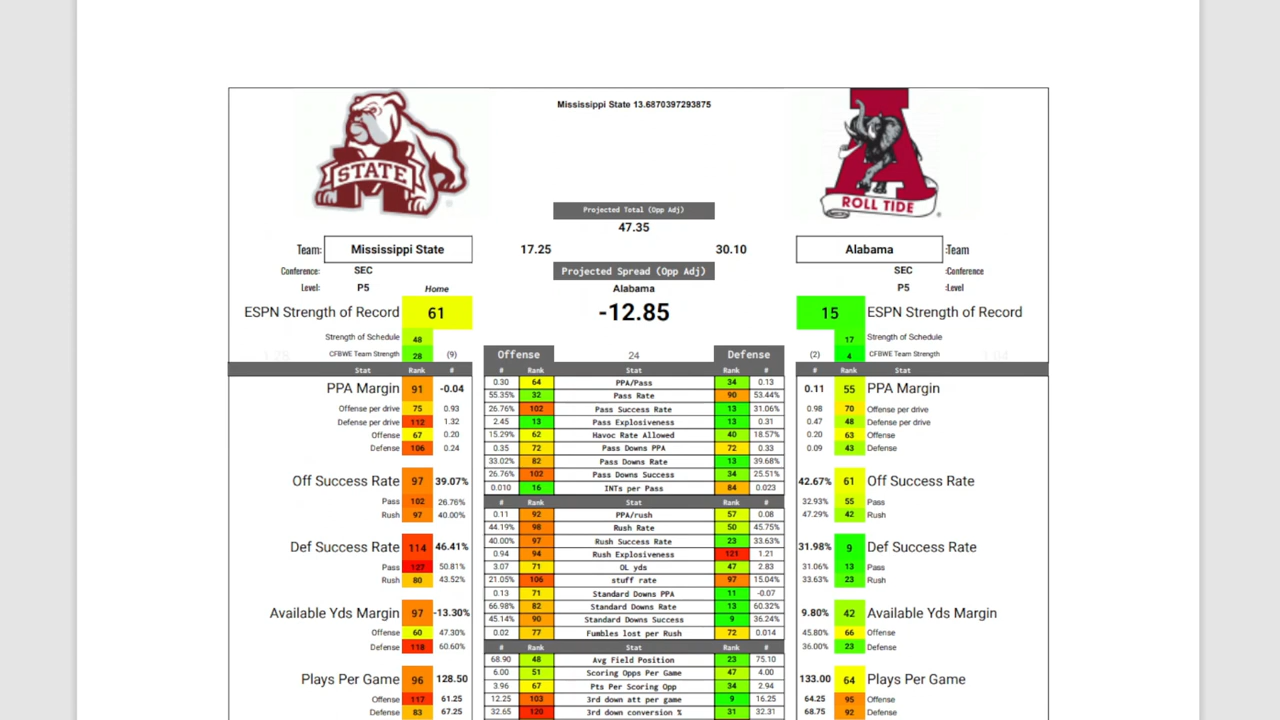 Mississippi State 13.6870397293875
STATE
ROLL TIDE
Projected Total (Opp Adj)
47.35
Team: Mississippi State 17.25 30.10 Alabama :Team
Conference: SEC Projected Spread (Opp Adj) SEC :Conference
Level: P5 Home Alabama P5 :Level
ESPN Strength of Record 61 -12.85 15 ESPN Strength of Record
Strength of Schedule 48 17 Strength of Schedule
1.28 CFBWE Team Strength 28 (9) Offense 24 Defense (2) 4 CFBWE Team Strength 1.04
Stat Rank # # Rank Stat Rank # # Rank Stat
PPA Margin 91 -0.04 0.30 64 PPA/Pass 34 0.13 0.11 55 PPA Margin
55.35% 32 Pass Rate 90 53.44%
Offense per drive 75 0.93 26.76% 102 Pass Success Rate 13 31.06% 0.98 70 Offense per drive
Defense per drive 112 1.32 2.45 13 Pass Explosiveness 13 0.31 0.47 48 Defense per drive
Offense 67 0.20 15.29% 62 Havoc Rate Allowed 40 18.57% 0.20 63 Offense
Defense 106 0.24 0.35 72 Pass Downs PPA 72 0.33 0.09 43 Defense
33.02% 82 Pass Downs Rate 13 39.68%
Off Success Rate 97 39.07% 26.76% 102 Pass Downs Success 34 25.51% 42.67% 61 Off Success Rate
0.010 16 INTs per Pass 84 0.023
Pass 102 26.76% # Rank Stat Rank # 32.93% 55 Pass
Rush 97 40.00% 0.11 92 PPA/rush 57 0.08 47.29% 42 Rush
44.19% 98 Rush Rate 50 45.75%
Def Success Rate 114 46.41% 40.00% 97 Rush Success Rate 23 33.63% 31.98% 9 Def Success Rate
0.94 94 Rush Explosiveness 121 1.21
Pass 127 50.81% 3.07 71 OL yds 47 2.83 31.06% 13 Pass
Rush 80 43.52% 21.05% 106 stuff rate 97 15.04% 33.63% 23 Rush
0.13 71 Standard Downs PPA 11 -0.07
Available Yds Margin 97 -13.30% 66.98% 82 Standard Downs Rate 13 60.32% 9.80% 42 Available Yds Margin
45.14% 90 Standard Downs Success 9 36.24%
Offense 60 47.30% 0.02 77 Fumbles lost per Rush 72 0.014 45.80% 66 Offense
Defense 118 60.60% # Rank Stat Rank # 36.00% 23 Defense
68.90 48 Avg Field Position 23 75.10
Plays Per Game 96 128.50 6.00 51 Scoring Opps Per Game 47 4.00 133.00 64 Plays Per Game
3.96 67 Pts Per Scoring Opp 34 2.94
Offense 117 61.25 12.25 103 3rd down att per game 9 16.25 64.25 95 Offense
Defense 83 67.25 32.65 120 3rd down conversion % 31 32.31 68.75 92 Defense